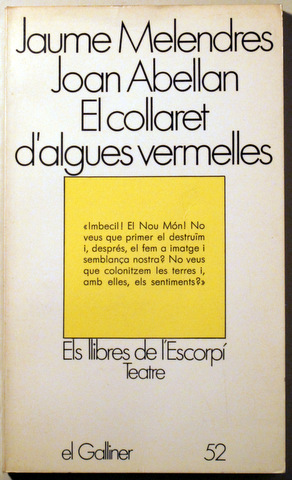 Jaume Melendres
Joan Abellan
El collaret
d'algues vermelles
«Imbecil! El Nou Món! No
veus que primer el destruïm
i, després, el fem a imatge i
semblança nostra? No veus
que colonitzem les terres i,
amb elles, els sentiments?»
Els llibres de l'Escorpí
Teatre
el Galliner 52